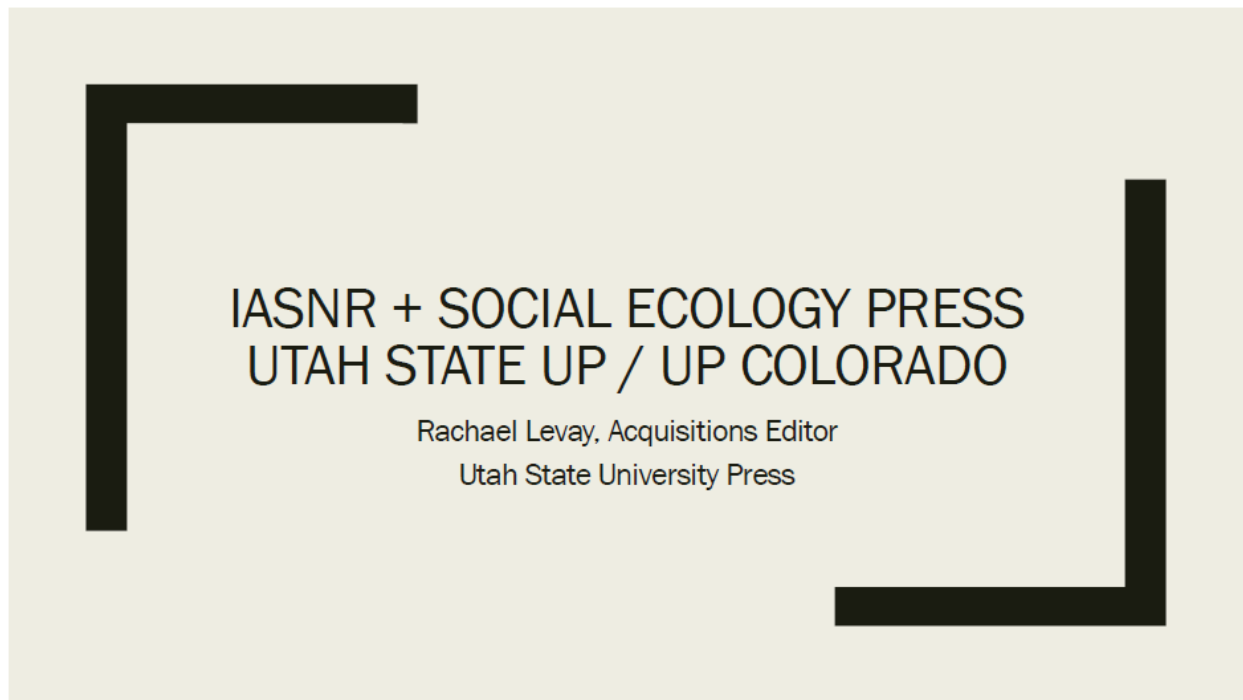 IASNR + SOCIAL ECOLOGY PRESS
UTAH STATE UP / UP COLORADO
Rachael Levay, Acquisitions Editor
Utah State University Press